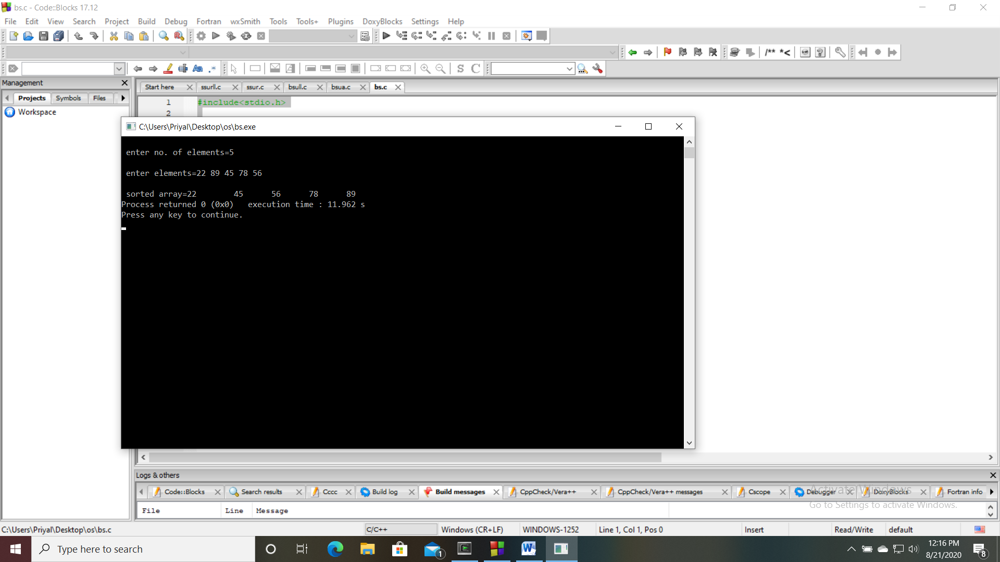 bs.c - Code::Blocks 17.12
File Edit View Search Project Build Debug Fortran wxSmith Tools Tools+ Plugins DoxyBlocks Settings Help
/** *<
Management
Start here ssurll.c ssur.c bsull.c bsua.c bs.c
Projects Symbols Files
Workspace
1 #include<stdio.h>
2
C:\Users\Priyal\Desktop\os\bs.exe
enter no. of elements=5
enter elements=22 89 45 78 56
sorted array=22 45 56 78 89
Process returned 0 (0x0) execution time : 11.962 s
Press any key to continue.
Logs & others
Code::Blocks Search results Cccc Build log Build messages CppCheck/Vera++ CppCheck/Vera++ messages Cscope Debugger DoxyBlocks Fortran info
Activate Windows
Go to Settings to activate Windows.
File Line Message
C:\Users\Priyal\Desktop\os\bs.c C/C++ Windows (CR+LF) WINDOWS-1252 Line 1, Col 1, Pos 0 Insert Read/Write default
Type here to search
1
12:16 PM
8/21/2020
8